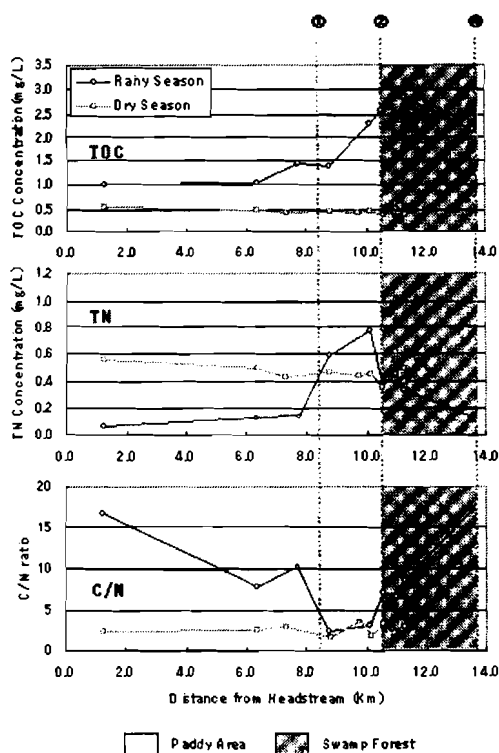 ① ② ④
3.5
3.0
2.5
2.0
1.5
1.0
0.5
0.0
TOC Concentration (mg/L)
Rahy Season
Dry Season
TOC
0.0 2.0 4.0 6.0 8.0 10.0 12.0 14.0
1.2
1.0
0.8
0.6
0.4
0.2
0.0
TN Concentration (mg/L)
TN
0.0 2.0 4.0 6.0 8.0 10.0 12.0 14.0
20
15
10
5
0
C/N ratio
C/N
0.0 2.0 4.0 6.0 8.0 10.0 12.0 14.0
Distance from Headstream (Km)
Paddy Area Swamp Forest